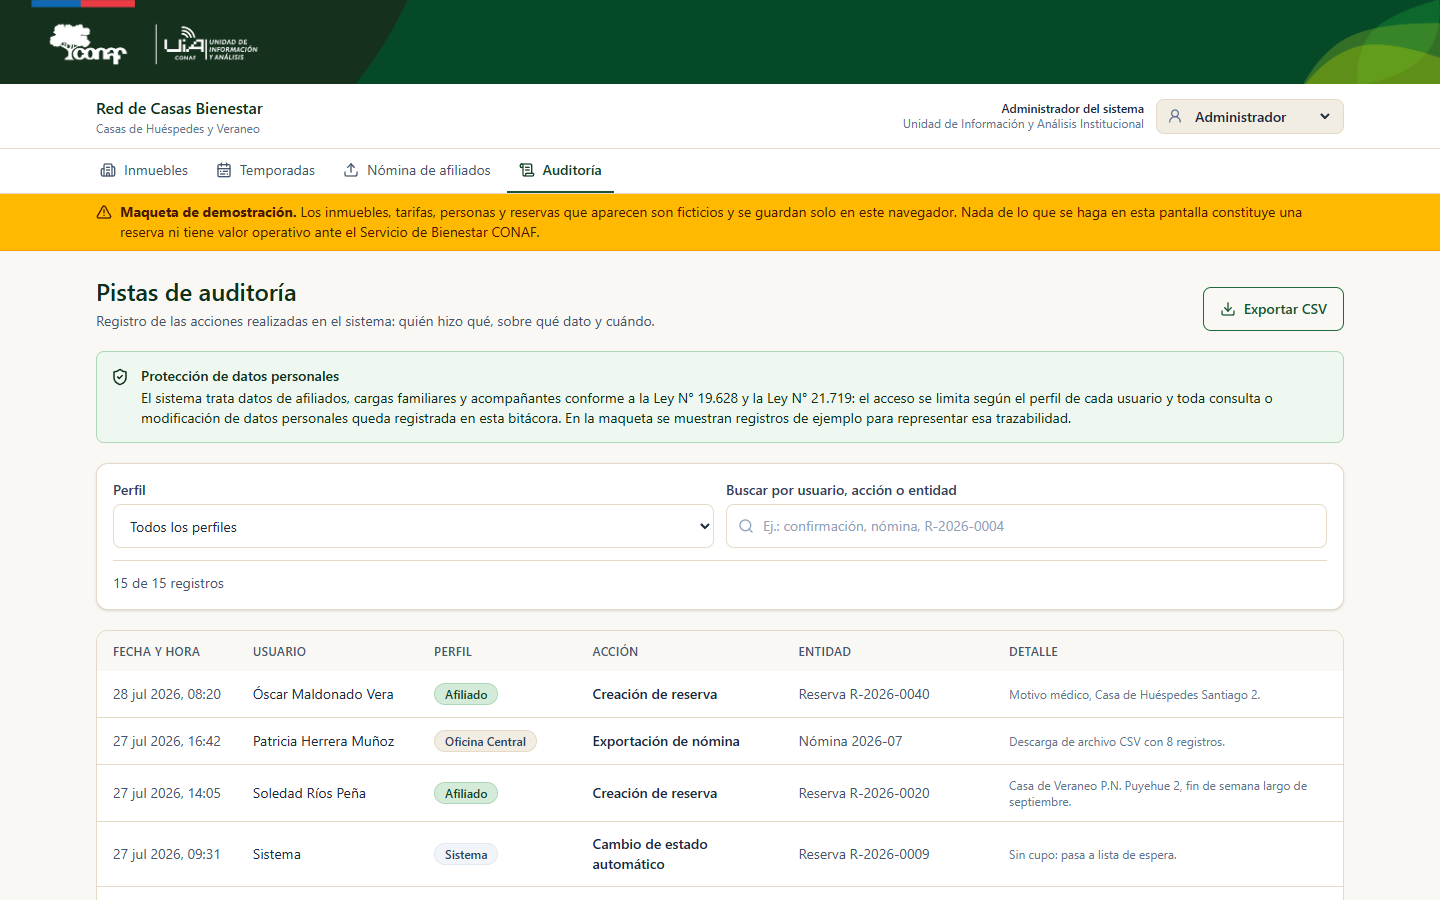 conaf
UIA
CONAF
UNIDAD DE
INFORMACIÓN
Y ANÁLISIS
Red de Casas Bienestar
Casas de Huéspedes y Veraneo
Administrador del sistema
Unidad de Información y Análisis Institucional
Administrador
Inmuebles
Temporadas
Nómina de afiliados
Auditoría
Maqueta de demostración. Los inmuebles, tarifas, personas y reservas que aparecen son ficticios y se guardan solo en este navegador. Nada de lo que se haga en esta pantalla constituye una
reserva ni tiene valor operativo ante el Servicio de Bienestar CONAF.
Pistas de auditoría
Registro de las acciones realizadas en el sistema: quién hizo qué, sobre qué dato y cuándo.
Exportar CSV
Protección de datos personales
El sistema trata datos de afiliados, cargas familiares y acompañantes conforme a la Ley N° 19.628 y la Ley N° 21.719: el acceso se limita según el perfil de cada usuario y toda consulta o
modificación de datos personales queda registrada en esta bitácora. En la maqueta se muestran registros de ejemplo para representar esa trazabilidad.
Perfil
Buscar por usuario, acción o entidad
Todos los perfiles
Ej.: confirmación, nómina, R-2026-0004
15 de 15 registros
FECHA Y HORA USUARIO PERFIL ACCIÓN ENTIDAD DETALLE
28 jul 2026, 08:20 Óscar Maldonado Vera Afiliado Creación de reserva Reserva R-2026-0040 Motivo médico, Casa de Huéspedes Santiago 2.
27 jul 2026, 16:42 Patricia Herrera Muñoz Oficina Central Exportación de nómina Nómina 2026-07 Descarga de archivo CSV con 8 registros.
27 jul 2026, 14:05 Soledad Ríos Peña Afiliado Creación de reserva Reserva R-2026-0020 Casa de Veraneo P.N. Puyehue 2, fin de semana largo de
septiembre.
27 jul 2026, 09:31 Sistema Sistema Cambio de estado
automático Reserva R-2026-0009 Sin cupo: pasa a lista de espera.